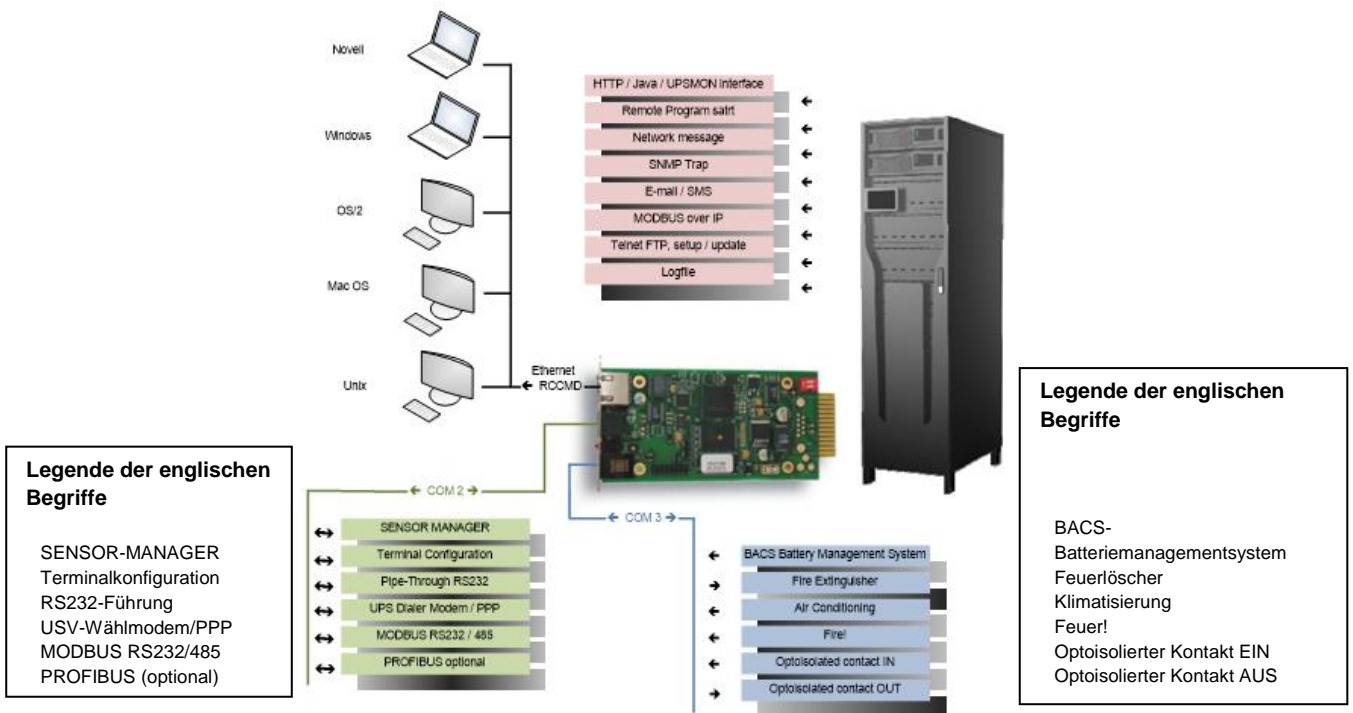 Novell
Windows
OS/2
Mac OS
Unix
HTTP / Java / UPSMON Interface
Remote Program satrt
Network message
SNMP Trap
E-mail / SMS
MODBUS over IP
Telnet FTP, setup / update
Logfile
Ethernet
RCCMD
COM 2
COM 3
Legende der englischen
Begriffe
SENSOR-MANAGER
Terminalkonfiguration
RS232-Führung
USV-Wählmodem/PPP
MODBUS RS232/485
PROFIBUS (optional)
SENSOR MANAGER
Terminal Configuration
Pipe-Through RS232
UPS Dialer Modem / PPP
MODBUS RS232 / 485
PROFIBUS optional
BACS Battery Management System
Fire Extinguisher
Air Conditioning
Fire!
Optoisolated contact IN
Optoisolated contact OUT
Legende der englischen
Begriffe
BACS-
Batteriemanagementsystem
Feuerlöscher
Klimatisierung
Feuer!
Optoisolierter Kontakt EIN
Optoisolierter Kontakt AUS